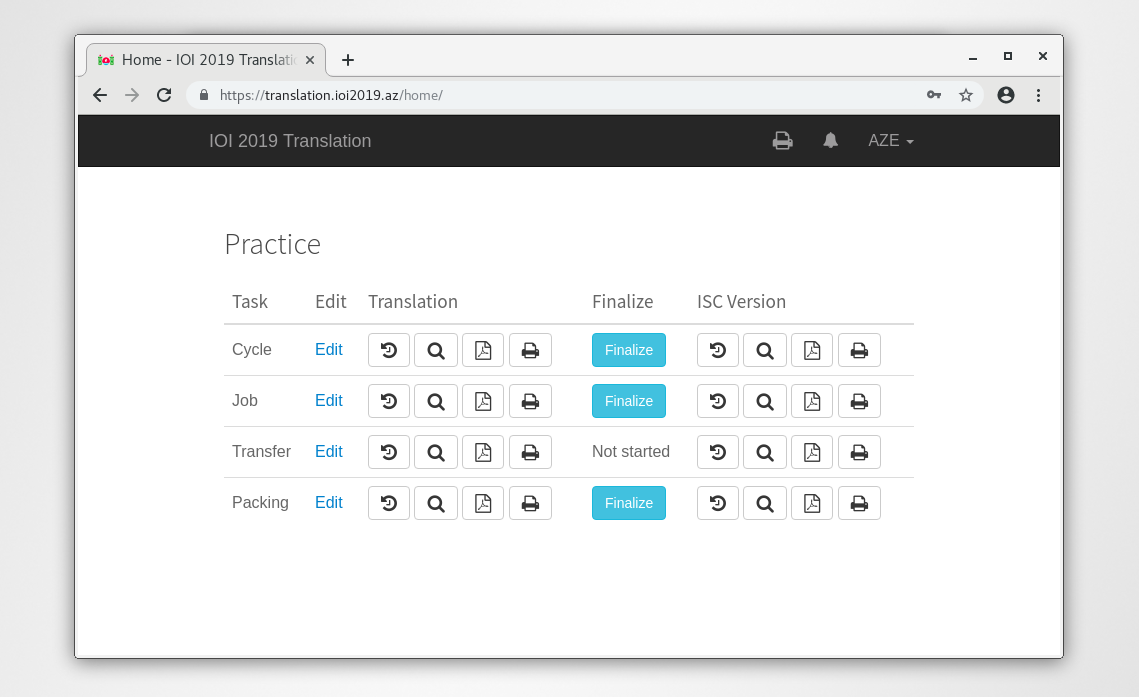 Home - IOI 2019 Translatio
https://translation.ioi2019.az/home/
IOI 2019 Translation AZE
Practice
Task Edit Translation Finalize ISC Version
Cycle Edit Finalize
Job Edit Finalize
Transfer Edit Not started
Packing Edit Finalize